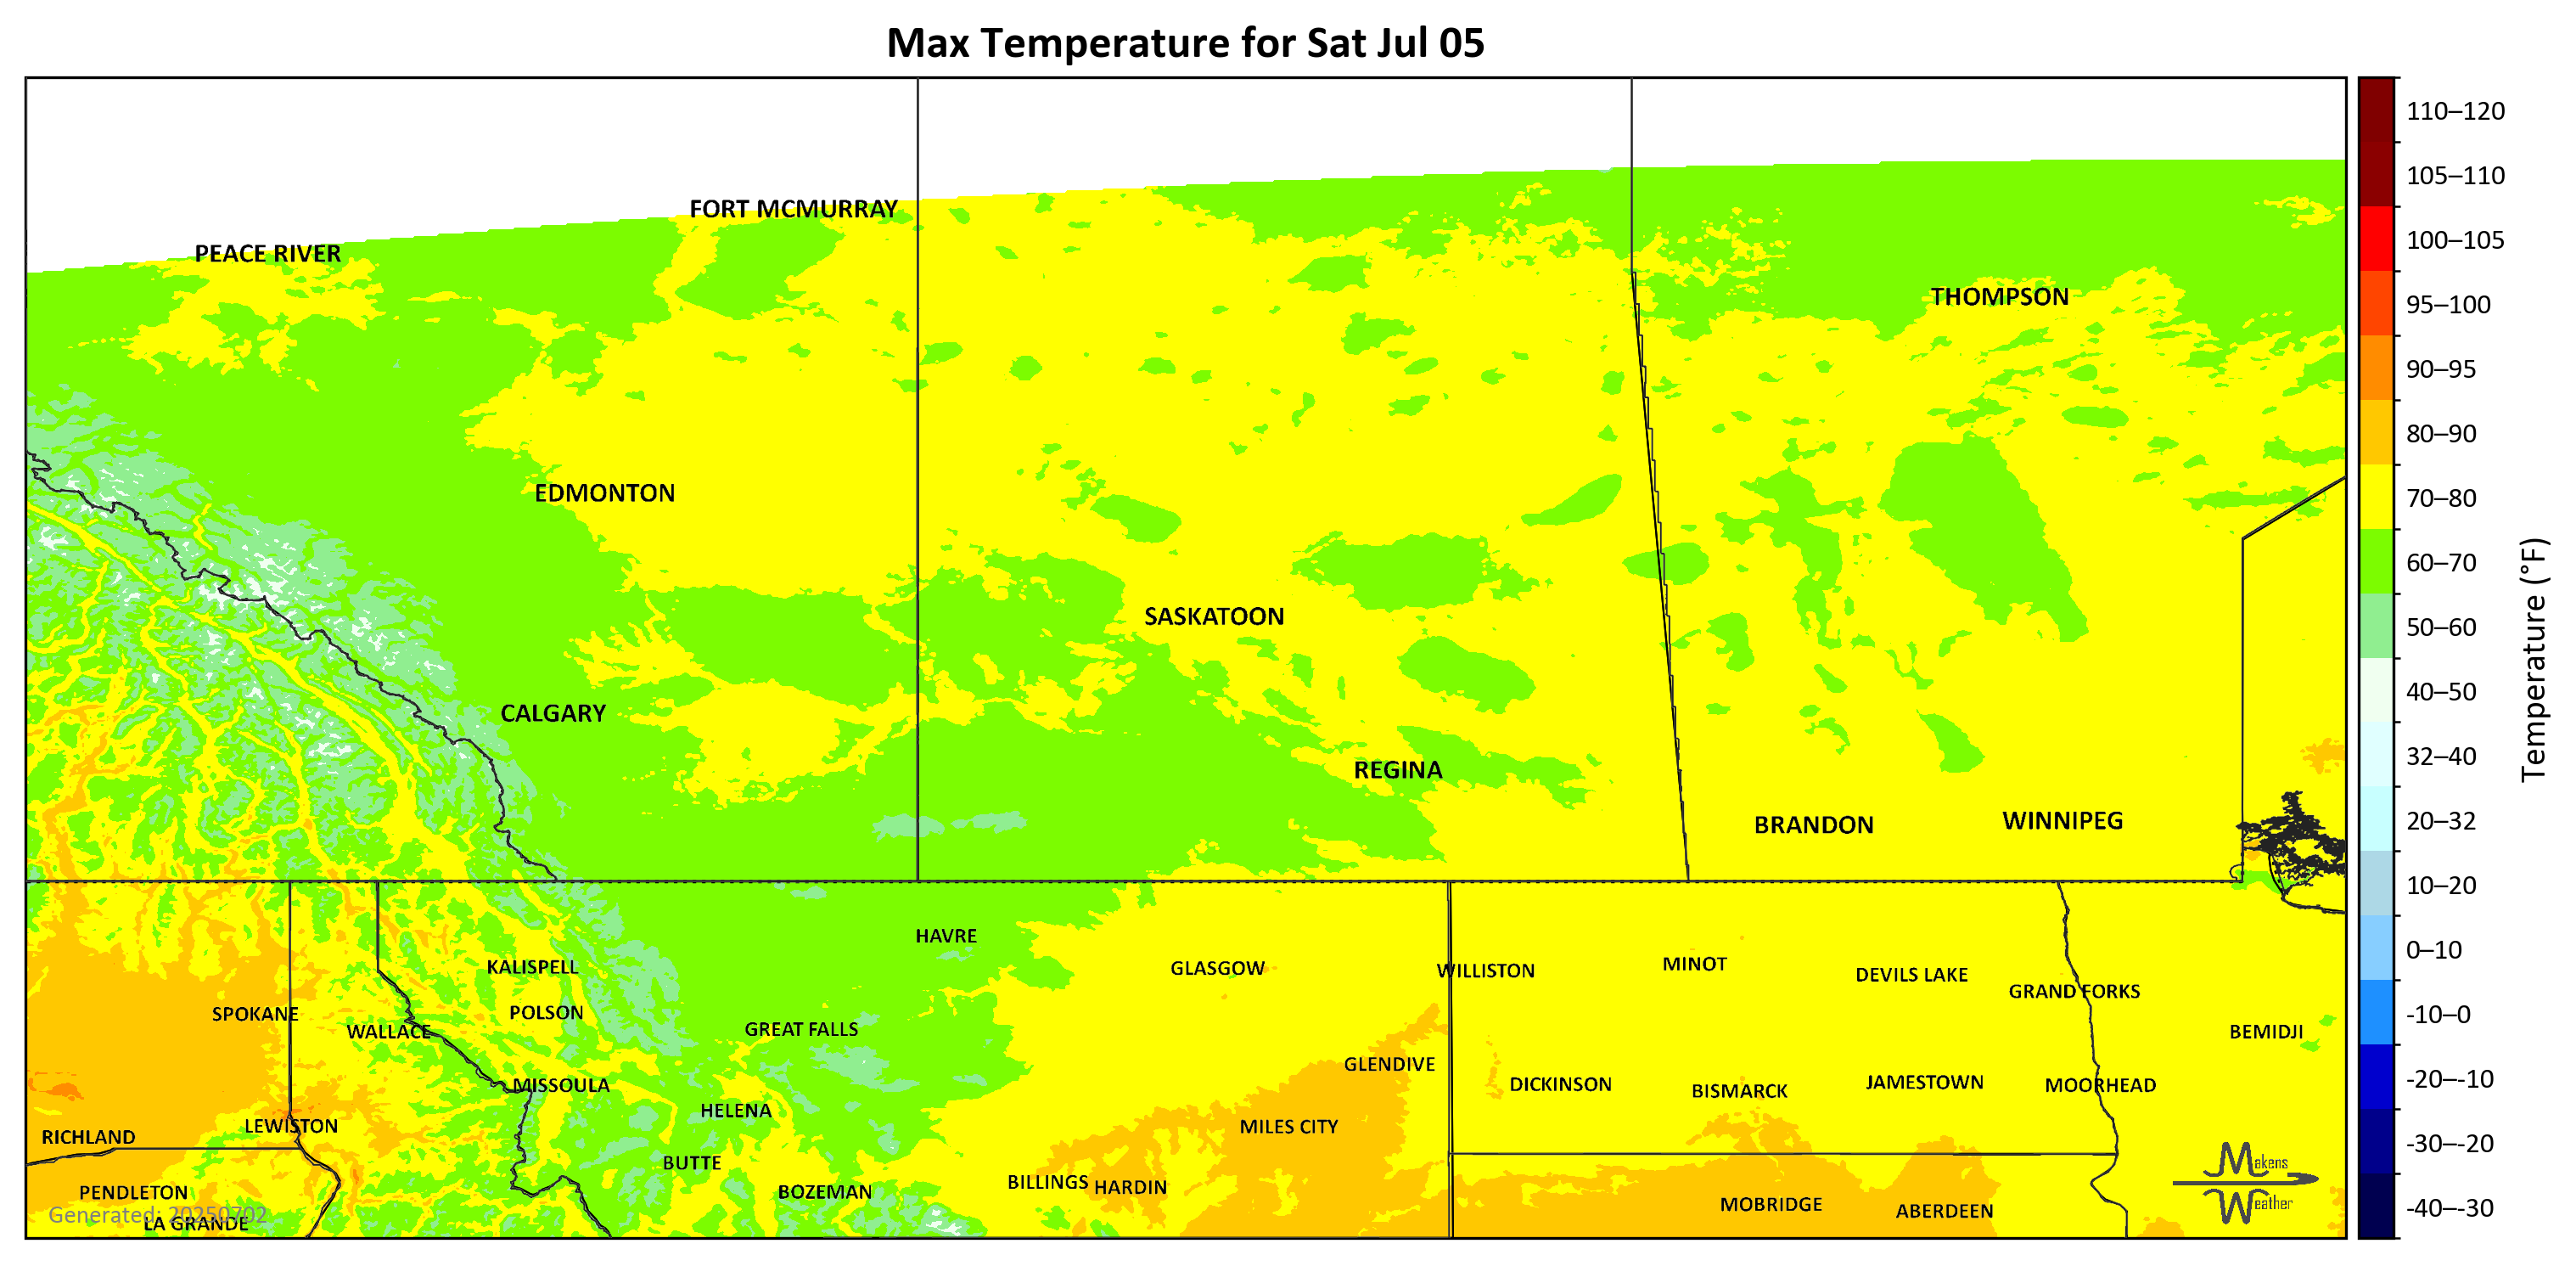 Max Temperature for Sat Jul 05
FORT MCMURRAY
PEACE RIVER
THOMPSON
EDMONTON
SASKATOON
CALGARY
REGINA
BRANDON
WINNIPEG
HAVRE
KALISPELL
GLASGOW
WILLISTON
MINOT
DEVILS LAKE
GRAND FORKS
SPOKANE
POLSON
WALLACE
GREAT FALLS
BEMIDJI
GLENDIVE
MISSOULA
DICKINSON
BISMARCK
JAMESTOWN
MOORHEAD
HELENA
LEWISTON
MILES CITY
RICHLAND
BUTTE
PENDLETON
BOZEMAN
BILLINGS
HARDIN
MOBRIDGE
ABERDEEN
LA GRANDE
Generated: 20250702
Makens
Weather
110–120
105–110
100–105
95–100
90–95
80–90
70–80
60–70
50–60
40–50
32–40
20–32
10–20
0–10
-10–0
-20–-10
-30–-20
-40–-30
Temperature (°F)